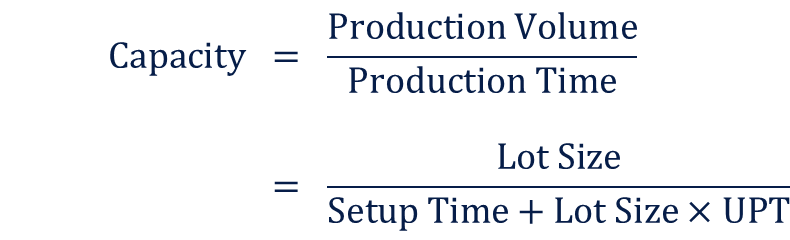 Capacity = Production Volume
Production Time
= Lot Size
Setup Time + Lot Size × UPT